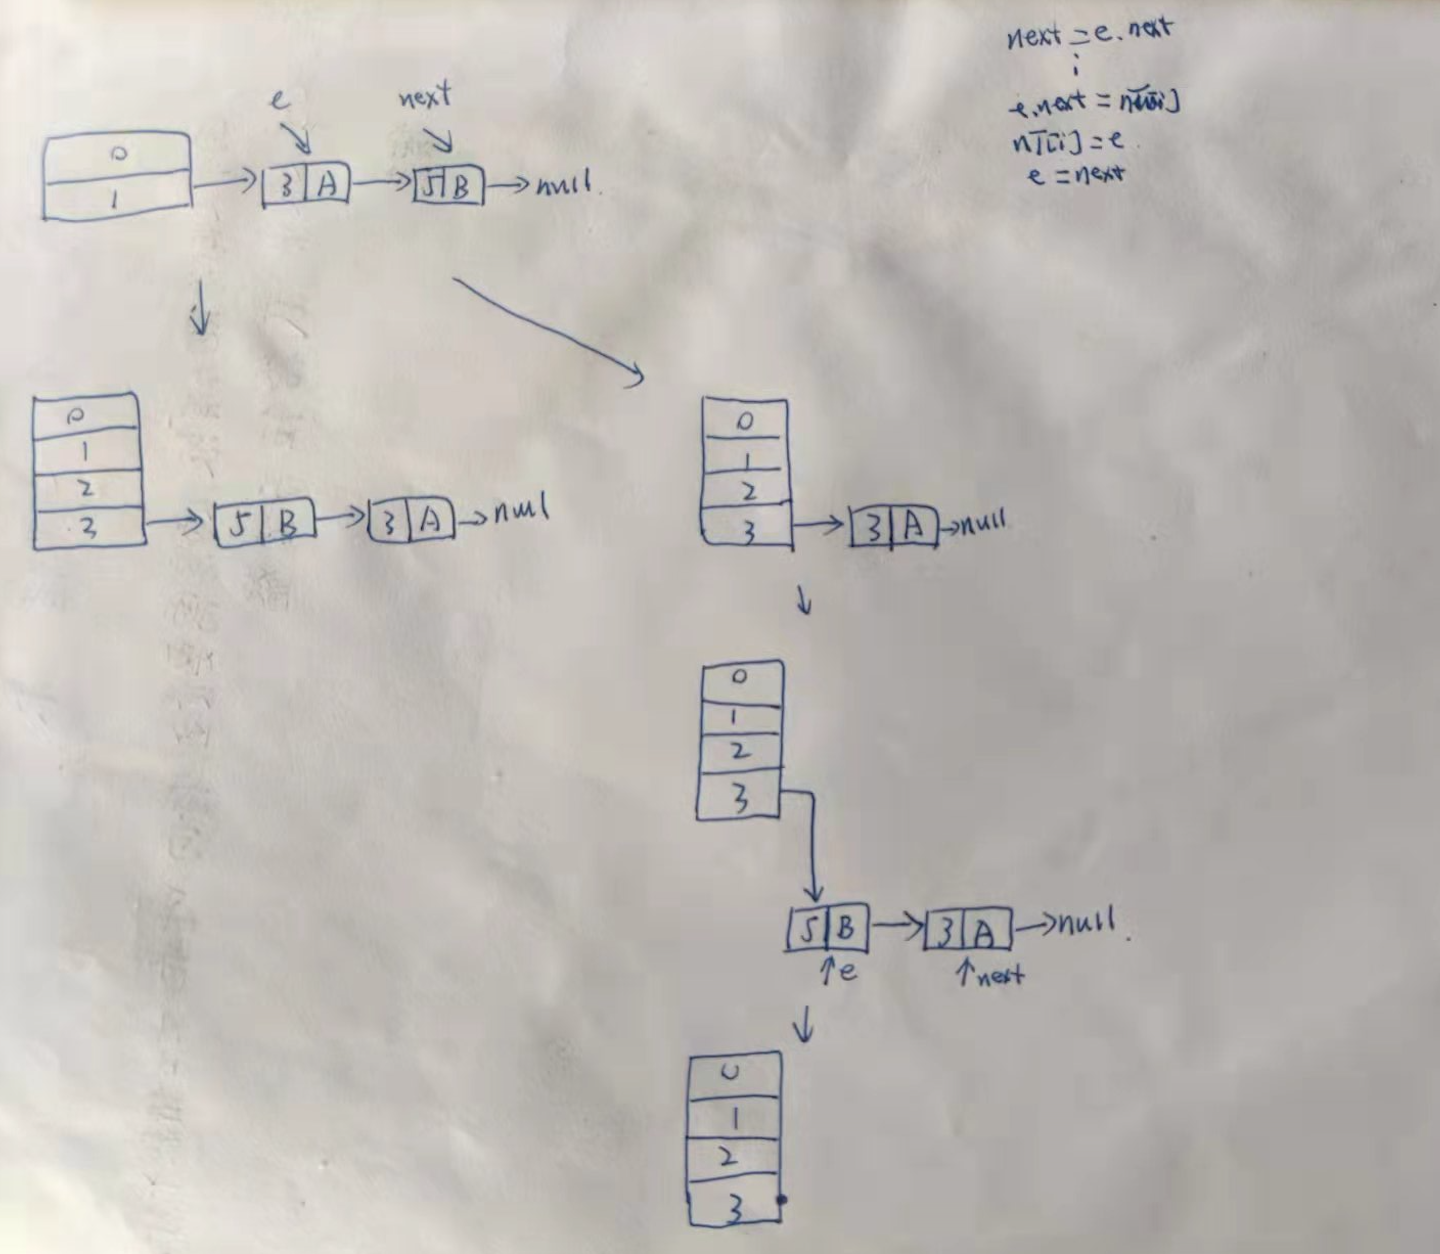 next = e.next
⋮
e.next = n[i]
n[i] = e
e = next
e next
0
1
3 A 5 B null.
0
1
2
3
5 B 3 A null
0
1
2
3
3 A null
0
1
2
3
5 B 3 A null.
e next
0
1
2
3